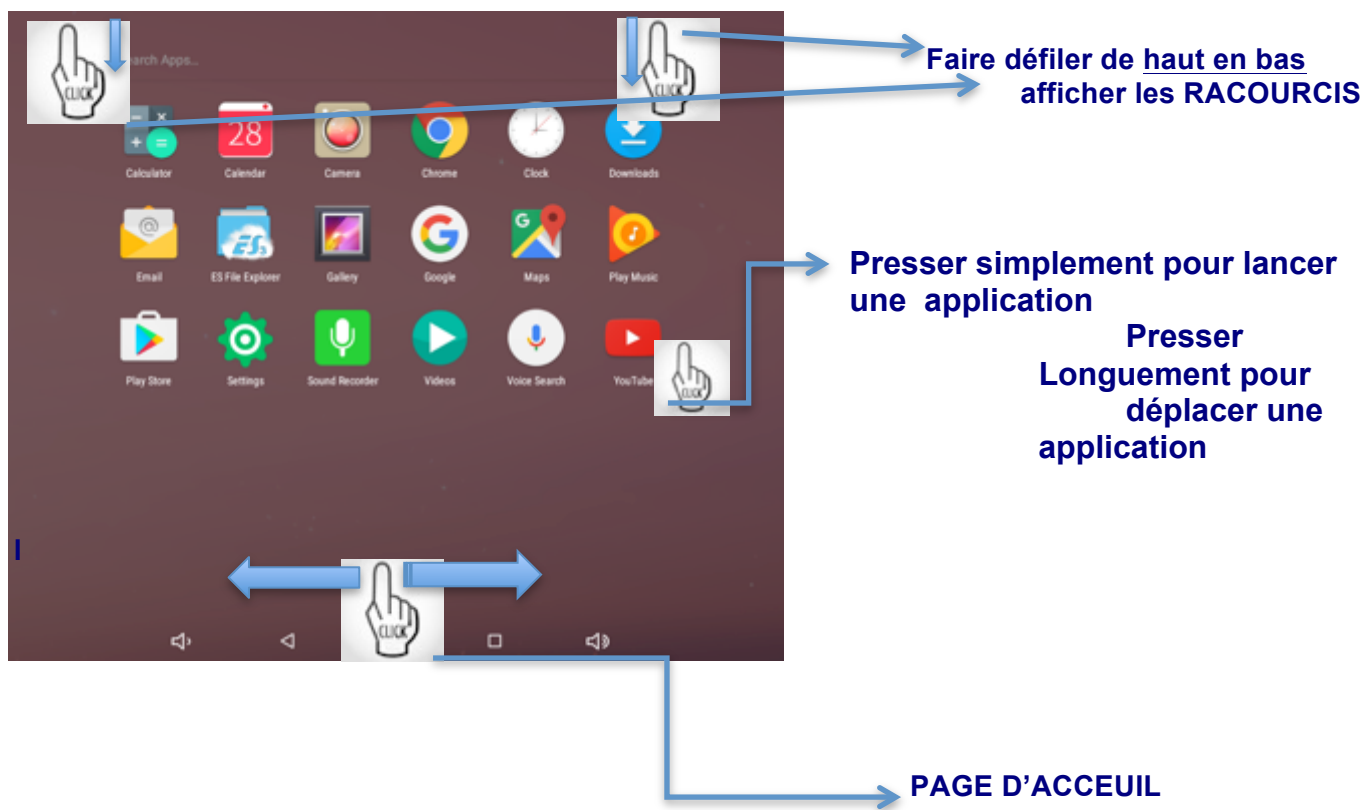 Search Apps...
CLICK
CLICK
Faire défiler de haut en bas
afficher les RACOURCIS
28
Calculator Calendar Camera Chrome Clock Downloads
@ ES G G
Email ES File Explorer Gallery Google Maps Play Music
Presser simplement pour lancer
une application
Presser
Longuement pour
déplacer une
application
Play Store Settings Sound Recorder Videos Voice Search YouTube
CLICK
I
CLICK
PAGE D’ACCEUIL